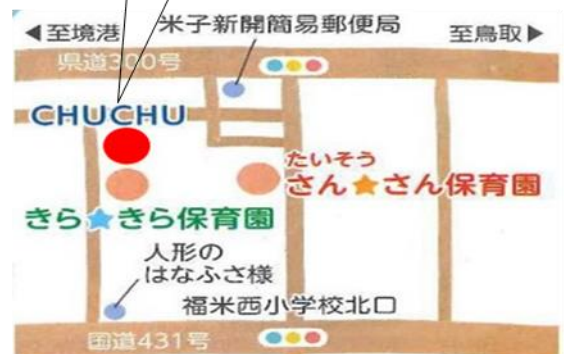 ◀至境港
米子新開簡易郵便局
至鳥取▶
県道300号
CHUCHU
たいそう
さん★さん保育園
きら★きら保育園
人形の
はなふさ様
福米西小学校北口
国道431号